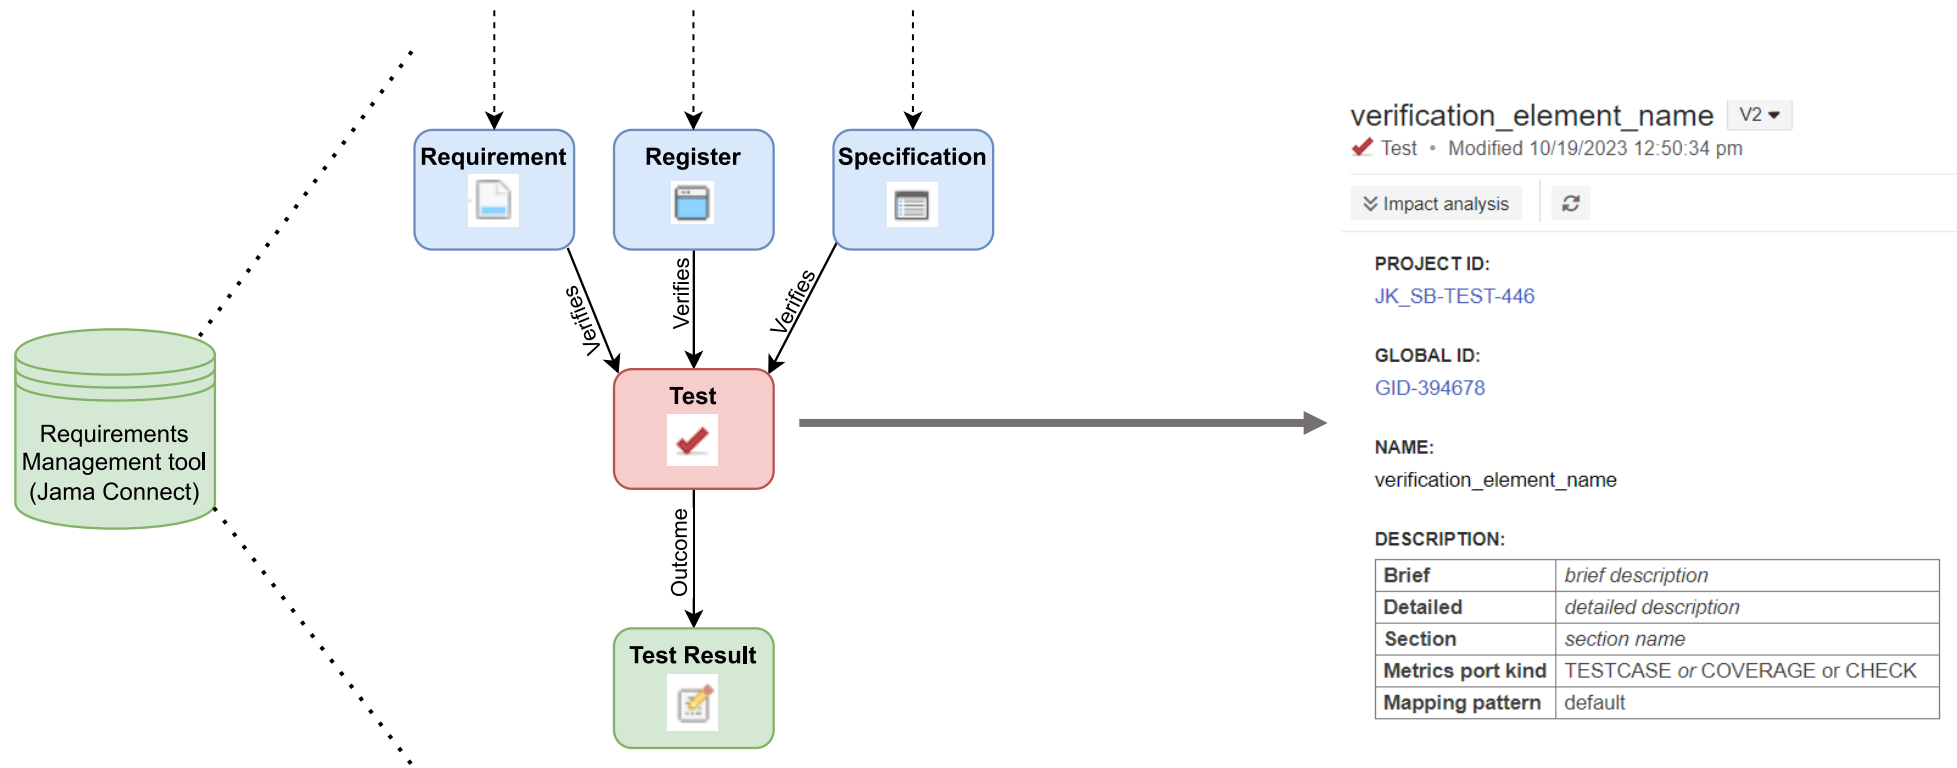 Requirement
Register
Specification
Verifies
Verifies
Verifies
Requirements
Management tool
(Jama Connect)
Test
Outcome
Test Result
verification_element_name V2
Test • Modified 10/19/2023 12:50:34 pm
Impact analysis
PROJECT ID:
JK_SB-TEST-446
GLOBAL ID:
GID-394678
NAME:
verification_element_name
DESCRIPTION:
Brief brief description
Detailed detailed description
Section section name
Metrics port kind TESTCASE or COVERAGE or CHECK
Mapping pattern default